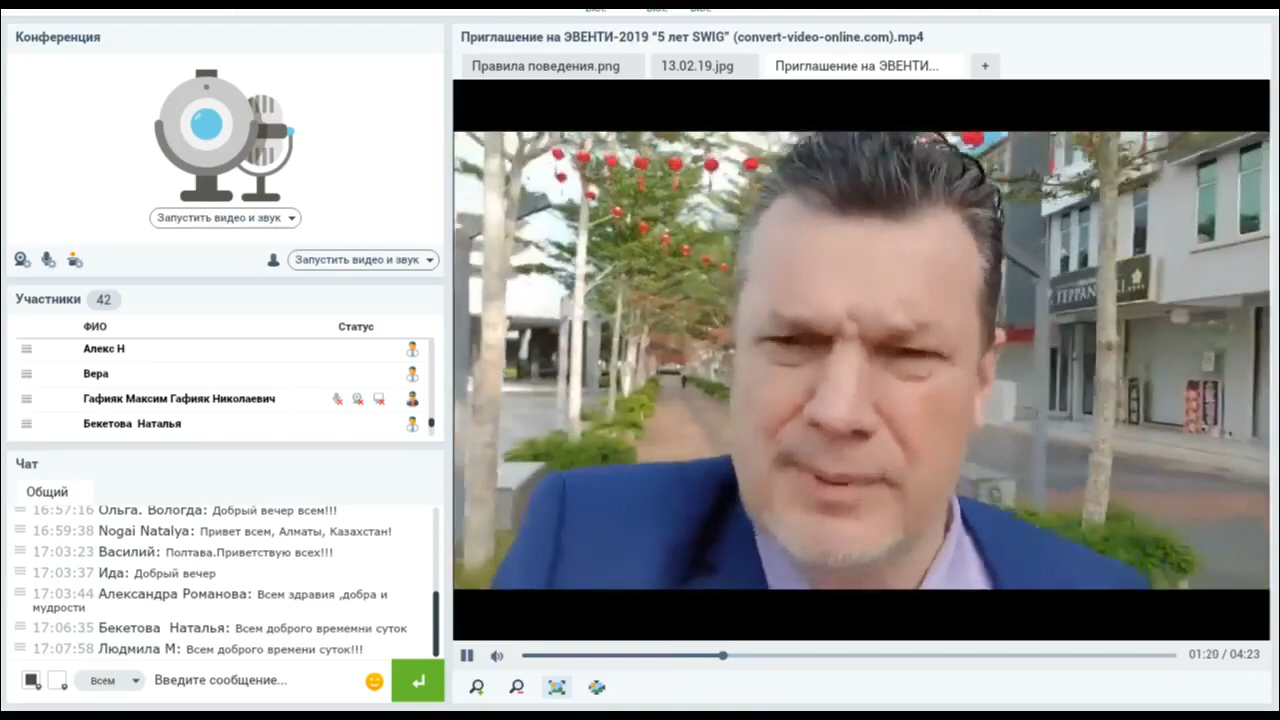 Конференция
Запустить видео и звук
Запустить видео и звук
Участники 42
ФИО Статус
Алекс Н
Вера
Гафияк Максим Гафияк Николаевич
Бекетова Наталья
Чат
Общий
16:57:16 Ольга. Вологда: Добрый вечер всем!!!
16:59:38 Nogai Natalya: Привет всем, Алматы, Казахстан!
17:03:23 Василий: Полтава.Приветствую всех!!!
17:03:37 Ида: Добрый вечер
17:03:44 Александра Романова: Всем здравия ,добра и
мудрости
17:06:35 Бекетова Наталья: Всем доброго времемни суток
17:07:58 Людмила М: Всем доброго времени суток!!!
Всем Введите сообщение...
Приглашение на ЭВЕНТИ-2019 "5 лет SWIG" (convert-video-online.com).mp4
Правила поведения.png 13.02.19.jpg Приглашение на ЭВЕНТИ... +
01:20 / 04:23